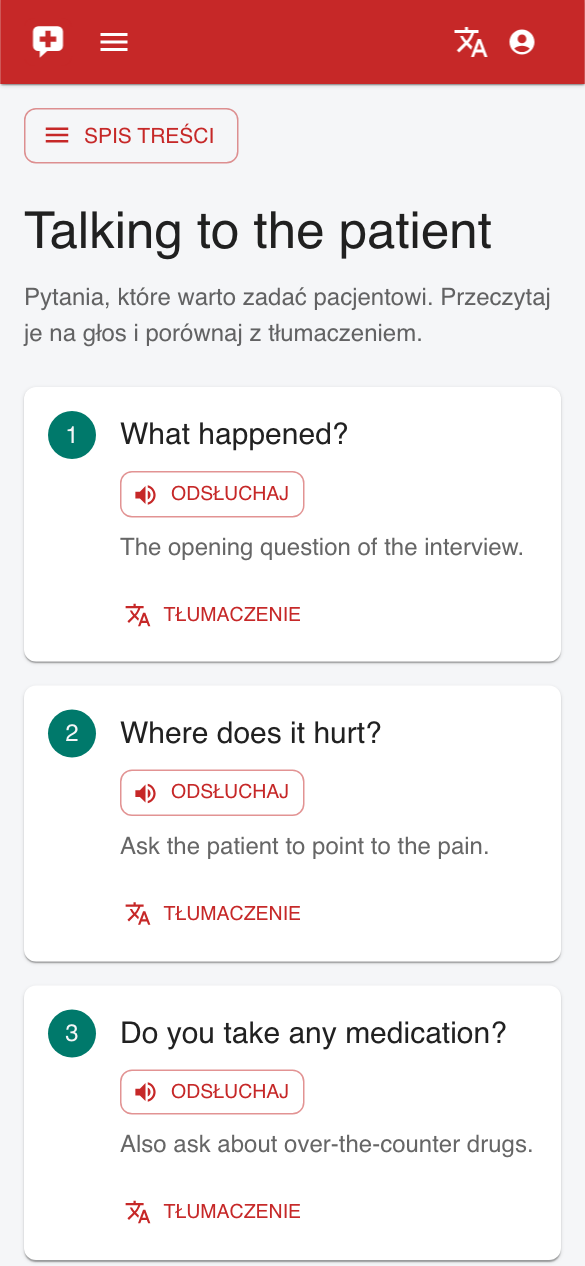 SPIS TREŚCI
Talking to the patient
Pytania, które warto zadać pacjentowi. Przeczytaj
je na głos i porównaj z tłumaczeniem.
1
What happened?
ODSŁUCHAJ
The opening question of the interview.
TŁUMACZENIE
2
Where does it hurt?
ODSŁUCHAJ
Ask the patient to point to the pain.
TŁUMACZENIE
3
Do you take any medication?
ODSŁUCHAJ
Also ask about over-the-counter drugs.
TŁUMACZENIE